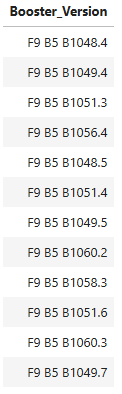 Booster_Version
F9 B5 B1048.4
F9 B5 B1049.4
F9 B5 B1051.3
F9 B5 B1056.4
F9 B5 B1048.5
F9 B5 B1051.4
F9 B5 B1049.5
F9 B5 B1060.2
F9 B5 B1058.3
F9 B5 B1051.6
F9 B5 B1060.3
F9 B5 B1049.7